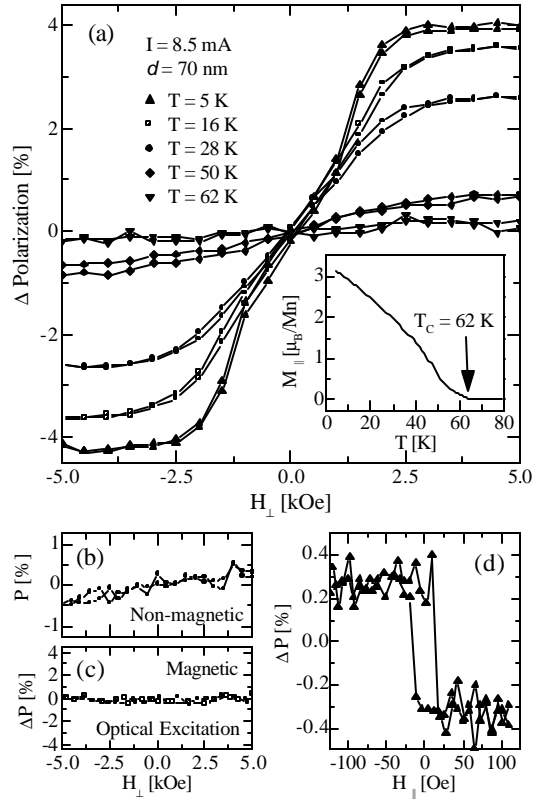 (a)
I = 8.5 mA
d = 70 nm
T = 5 K
T = 16 K
T = 28 K
T = 50 K
T = 62 K
Δ Polarization [%]
4
2
0
-2
-4
-5.0 -2.5 0.0 2.5 5.0
H⊥ [kOe]
M∥ [μB/Mn]
3
2
1
0
TC = 62 K
0 20 40 60 80
T [K]
(b)
P [%]
1
0
-1
Non-magnetic
(c)
Magnetic
ΔP [%]
4
2
0
-2
-4
Optical Excitation
-5.0 -2.5 0.0 2.5 5.0
H⊥ [kOe]
(d)
ΔP [%]
0.4
0.2
0.0
-0.2
-0.4
-100 -50 0 50 100
H∥ [Oe]